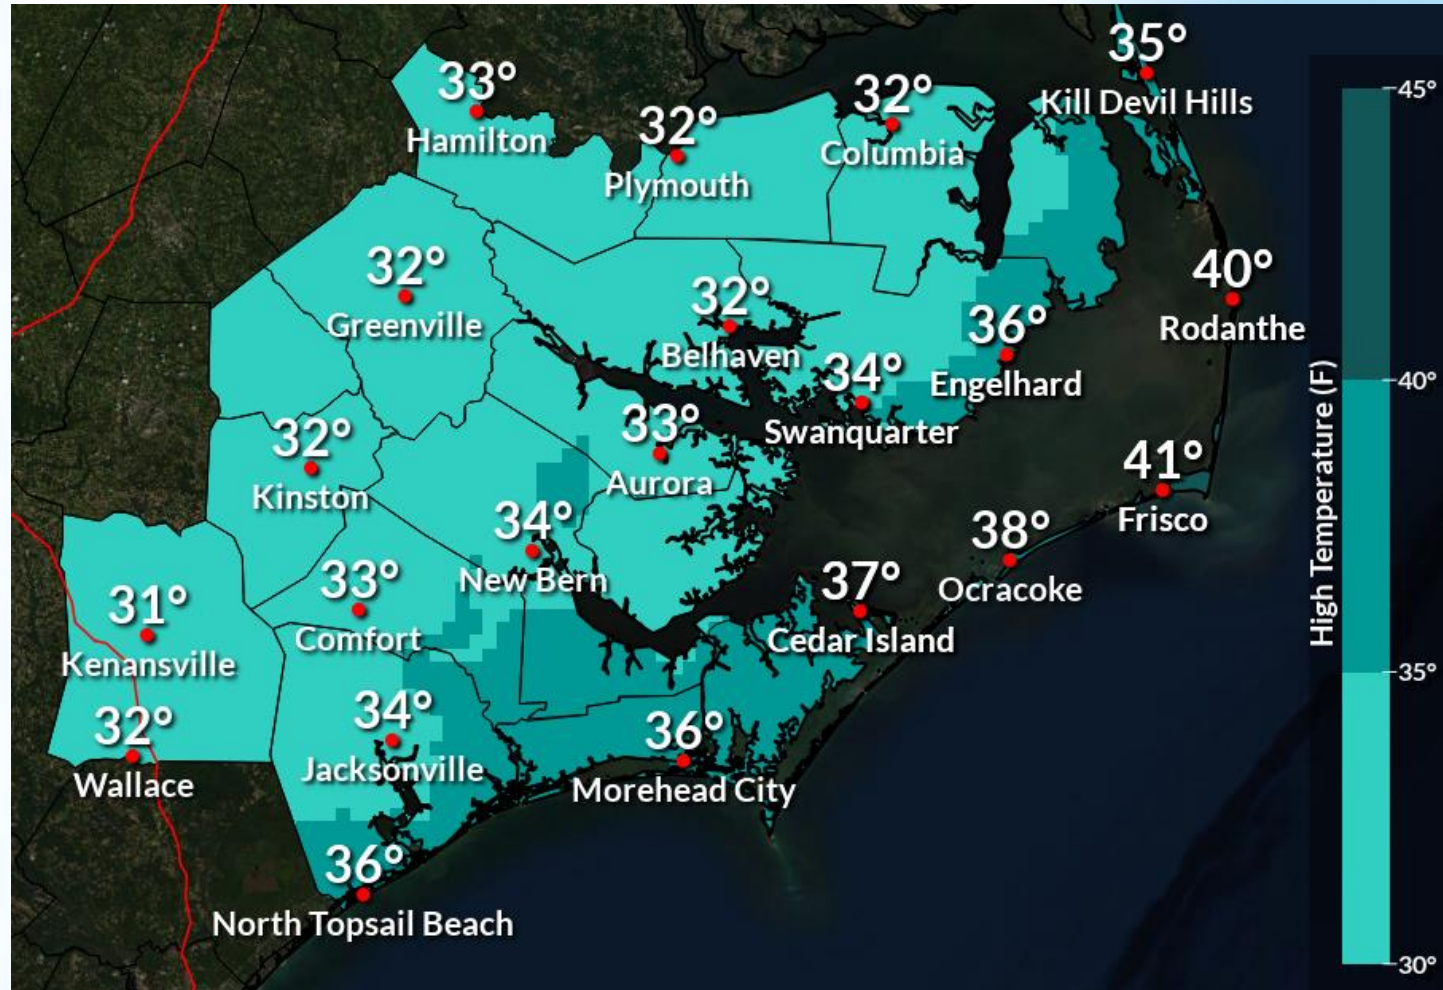 35°
Kill Devil Hills
33°
Hamilton
32°
Columbia
32°
Plymouth
45°
32°
Greenville
40°
Rodanthe
32°
Belhaven
36°
Engelhard
34°
Swanquarter
40°
33°
Aurora
32°
Kinston
41°
Frisco
High Temperature (F)
34°
New Bern
38°
Ocracoke
33°
Comfort
37°
Cedar Island
31°
Kenansville
35°
34°
Jacksonville
32°
Wallace
36°
Morehead City
36°
North Topsail Beach
30°